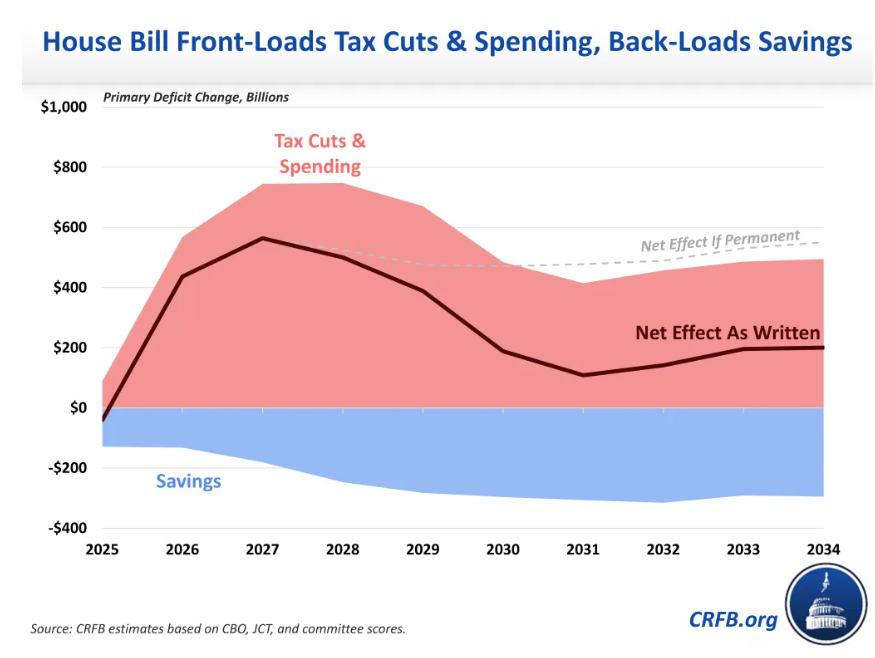 House Bill Front-Loads Tax Cuts & Spending, Back-Loads Savings
Primary Deficit Change, Billions
$1,000
$800
$600
$400
$200
$0
-$200
-$400
Tax Cuts &
Spending
Net Effect If Permanent
Net Effect As Written
Savings
2025 2026 2027 2028 2029 2030 2031 2032 2033 2034
Source: CRFB estimates based on CBO, JCT, and committee scores.
CRFB.org